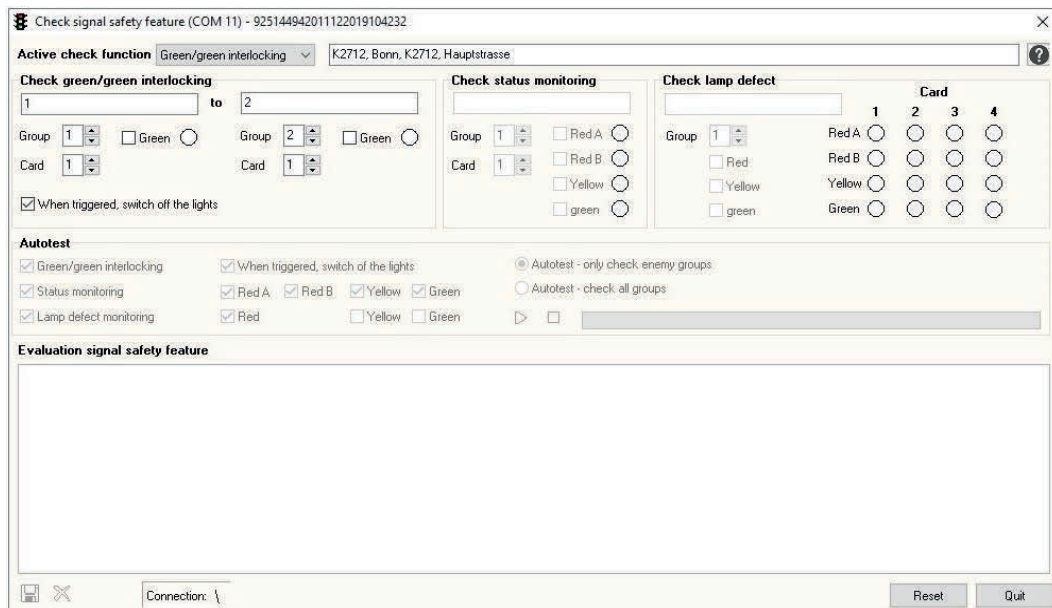 Check signal safety feature (COM 11) - 925144942011122019104232
Active check function Green/green interlocking K2712, Bonn, K2712, Hauptstrasse ?
Check green/green interlocking
1 to 2
Group 1 Green Group 2 Green
Card 1 Card 1
When triggered, switch off the lights
Check status monitoring
Group 1 Red A
Card 1 Red B
Yellow
green
Check lamp defect
Card
1 2 3 4
Group 1 Red A
Red Red B
Yellow Yellow
green Green
Autotest
Green/green interlocking When triggered, switch of the lights Autotest - only check enemy groups
Status monitoring Red A Red B Yellow Green Autotest - check all groups
Lamp defect monitoring Red Yellow Green
Evaluation signal safety feature
Connection: \ Reset Quit